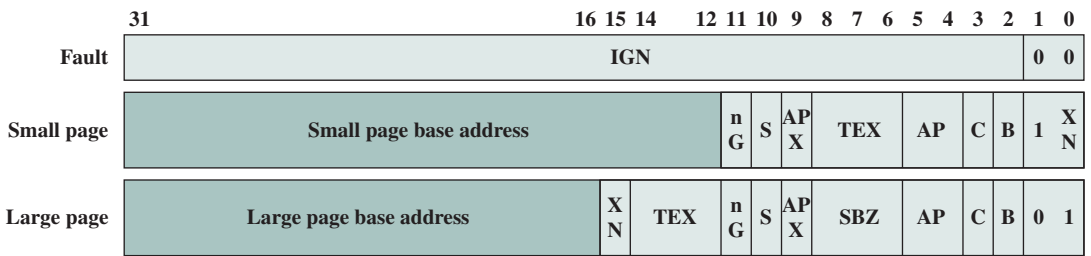 31 16 15 14 12 11 10 9 8 7 6 5 4 3 2 1 0
Fault IGN 0 0
Small page Small page base address n G S AP X TEX AP C B 1 X N
Large page Large page base address X N TEX n G S AP X SBZ AP C B 0 1